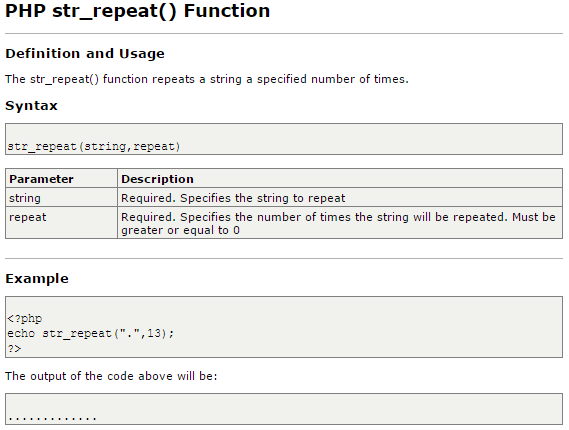 PHP str_repeat() Function
Definition and Usage
The str_repeat() function repeats a string a specified number of times.
Syntax
str_repeat(string,repeat)
Parameter Description
string Required. Specifies the string to repeat
repeat Required. Specifies the number of times the string will be repeated. Must be
greater or equal to 0
Example
<?php
echo str_repeat(".",13);
?>
The output of the code above will be:
.............